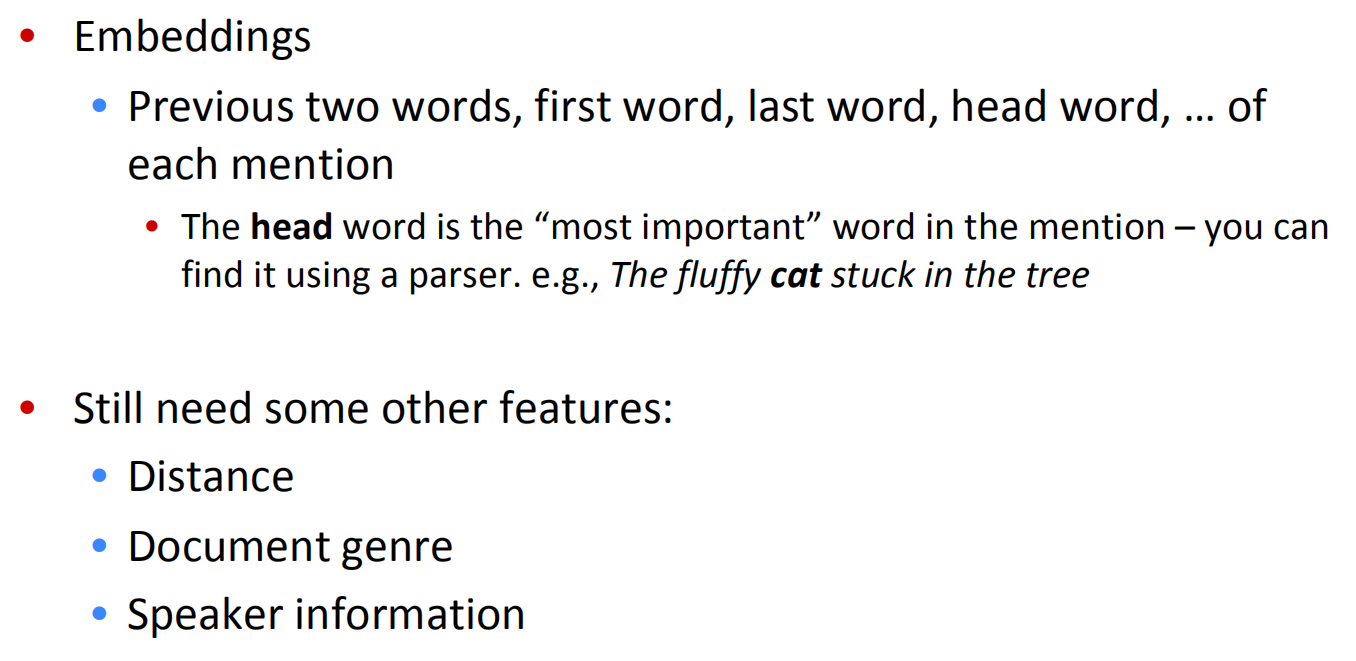 • Embeddings
• Previous two words, first word, last word, head word, … of
each mention
• The head word is the “most important” word in the mention – you can
find it using a parser. e.g., The fluffy cat stuck in the tree
• Still need some other features:
• Distance
• Document genre
• Speaker information